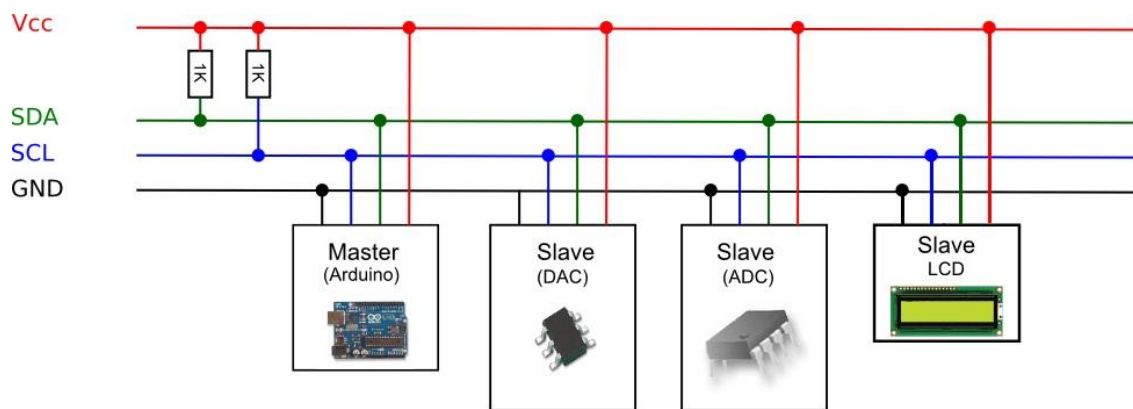 Vcc
1K
1K
SDA
SCL
GND
Master
(Arduino)
Slave
(DAC)
Slave
(ADC)
Slave
LCD